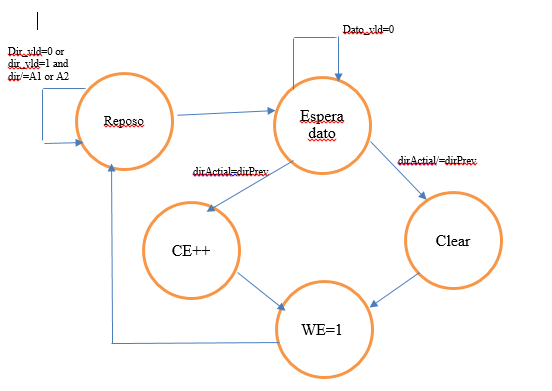 Dato_vld=0
Dir_vld=0 or
dir_vld=1 and
dir/=A1 or A2
Reposo
Espera
dato
dirActial=dirPrev
dirActial/=dirPrev
CE++
Clear
WE=1